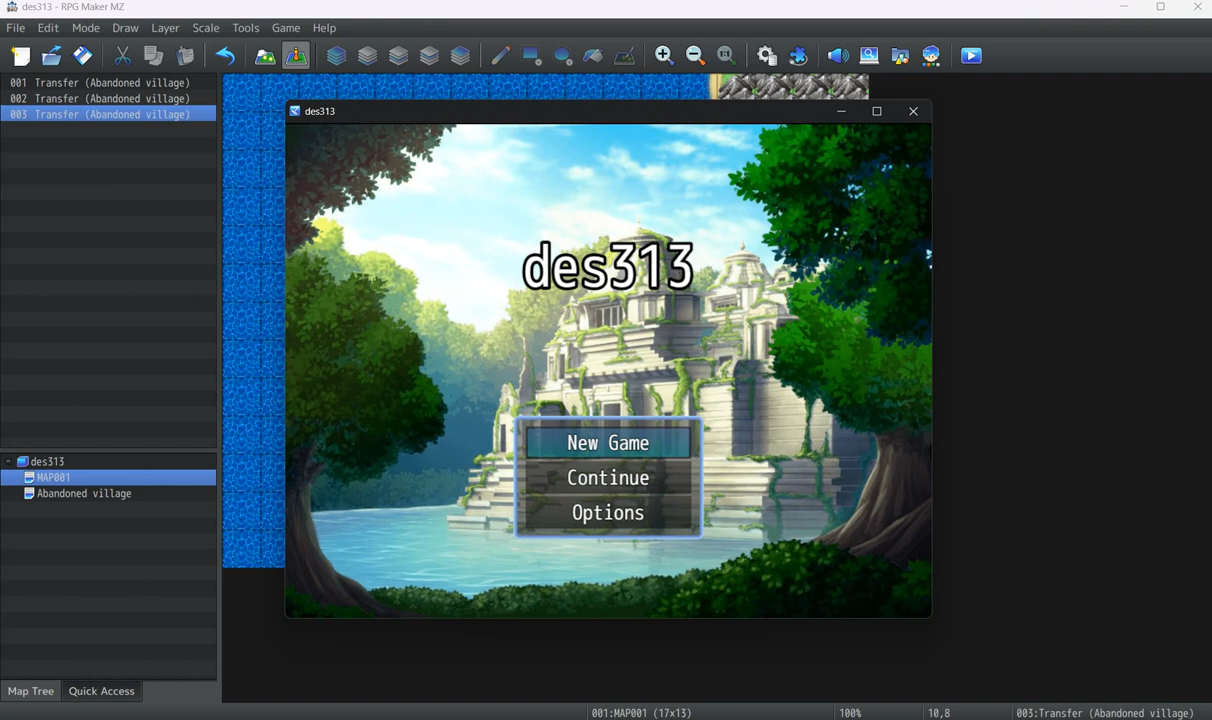 des313 - RPG Maker MZ
File Edit Mode Draw Layer Scale Tools Game Help
001 Transfer (Abandoned village)
002 Transfer (Abandoned village)
003 Transfer (Abandoned village)
des313
des313
New Game
Continue
Options
des313
MAP001
Abandoned village
Map Tree Quick Access
001:MAP001 (17x13) 100% 10,8 003:Transfer (Abandoned village)